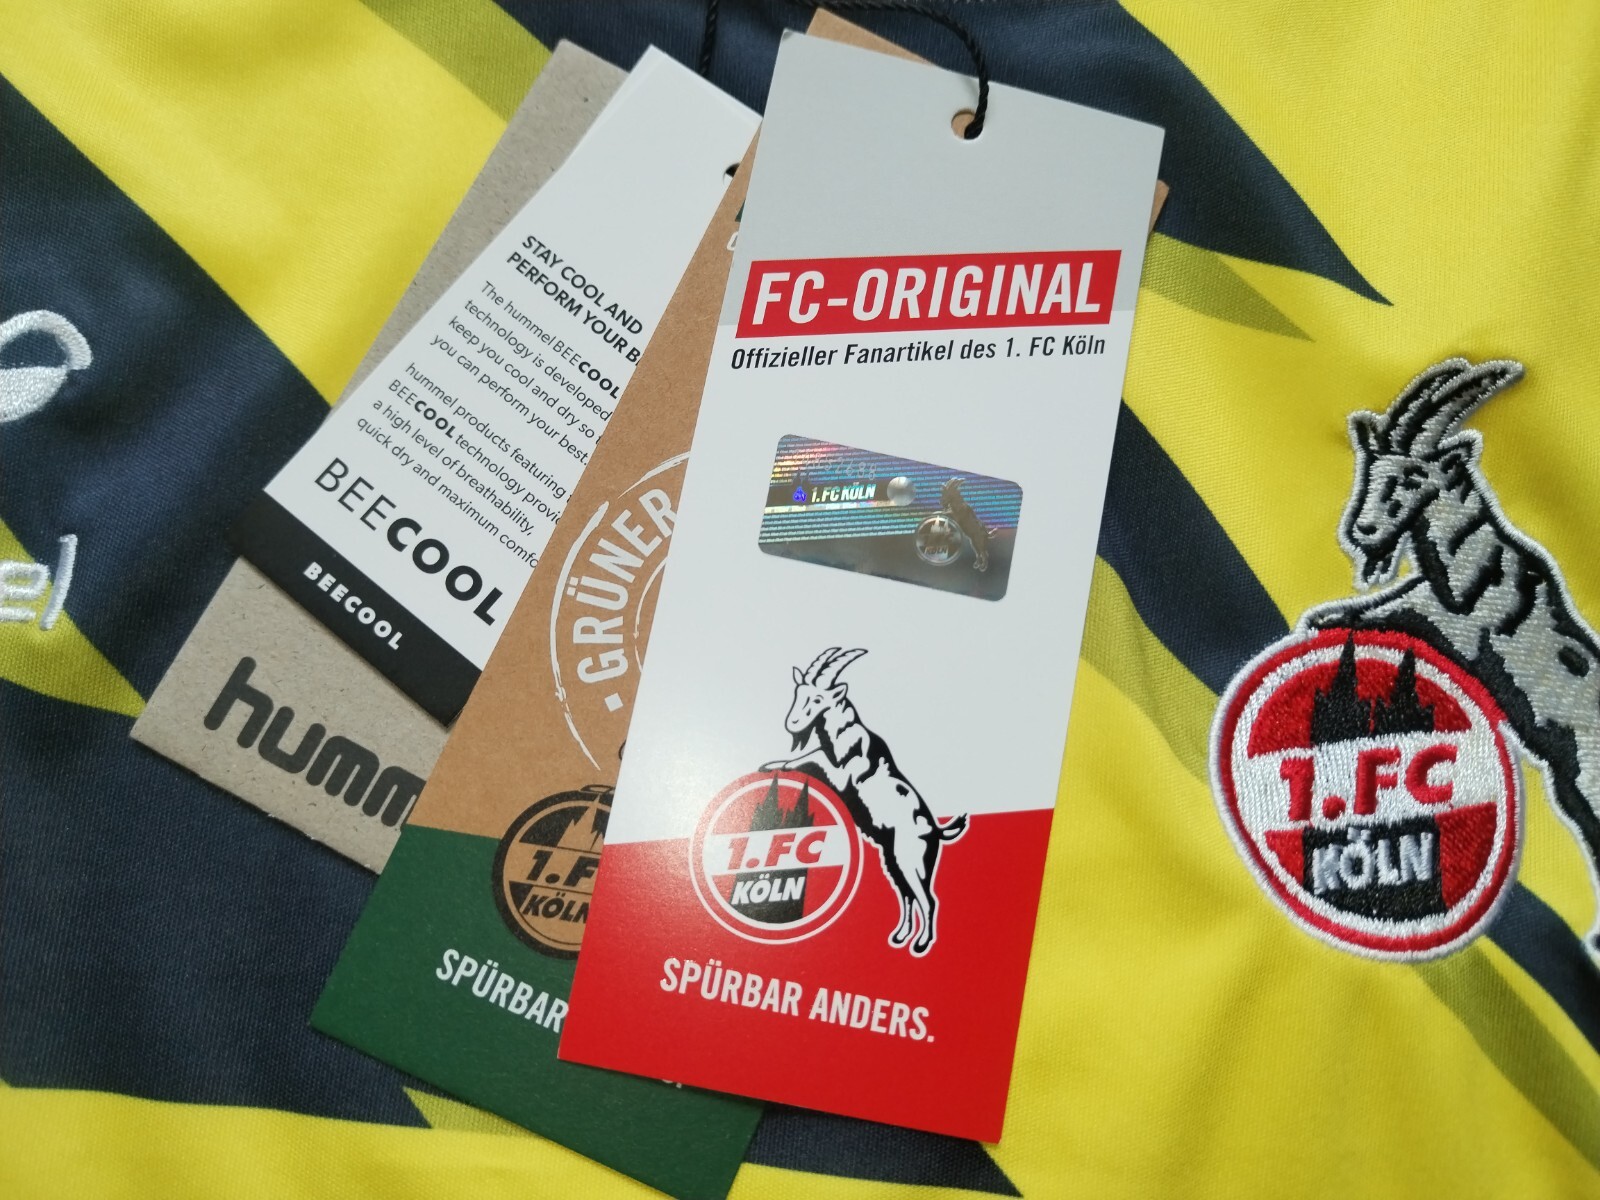 STAY COOL AND
PERFORM YOUR
The hummel BEECOOL
technology is developed
keep you cool and dry so
you can perform your best.
hummel products featuring
BEECOOL technology
a high level of breathability,
quick dry and maximum
BEECOOL
BEECOOL
humm
· GRÜNER
1.F
KÖLN
SPÜRBAR
FC-ORIGINAL
Offizieller Fanartikel des 1. FC Köln
1. FC KÖLN
1.FC
KÖLN
SPÜRBAR ANDERS.
el
1.FC
KÖLN